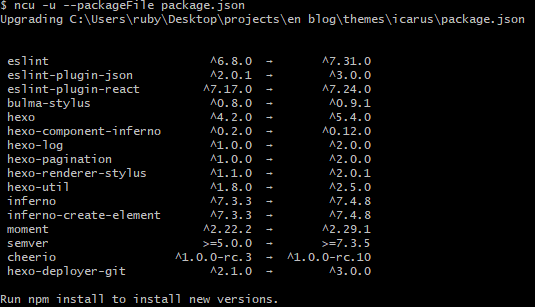 $ ncu -u --packageFile package.json
Upgrading C:\Users\ruby\Desktop\projects\en blog\themes\icarus\package.json
eslint ^6.8.0 → ^7.31.0
eslint-plugin-json ^2.0.1 → ^3.0.0
eslint-plugin-react ^7.17.0 → ^7.24.0
bulma-stylus ^0.8.0 → ^0.9.1
hexo ^4.2.0 → ^5.4.0
hexo-component-inferno ^0.2.0 → ^0.12.0
hexo-log ^1.0.0 → ^2.0.0
hexo-pagination ^1.0.0 → ^2.0.0
hexo-renderer-stylus ^1.1.0 → ^2.0.1
hexo-util ^1.8.0 → ^2.5.0
inferno ^7.3.3 → ^7.4.8
inferno-create-element ^7.3.3 → ^7.4.8
moment ^2.22.2 → ^2.29.1
semver >=5.0.0 → >=7.3.5
cheerio ^1.0.0-rc.3 → ^1.0.0-rc.10
hexo-deployer-git ^2.1.0 → ^3.0.0
Run npm install to install new versions.